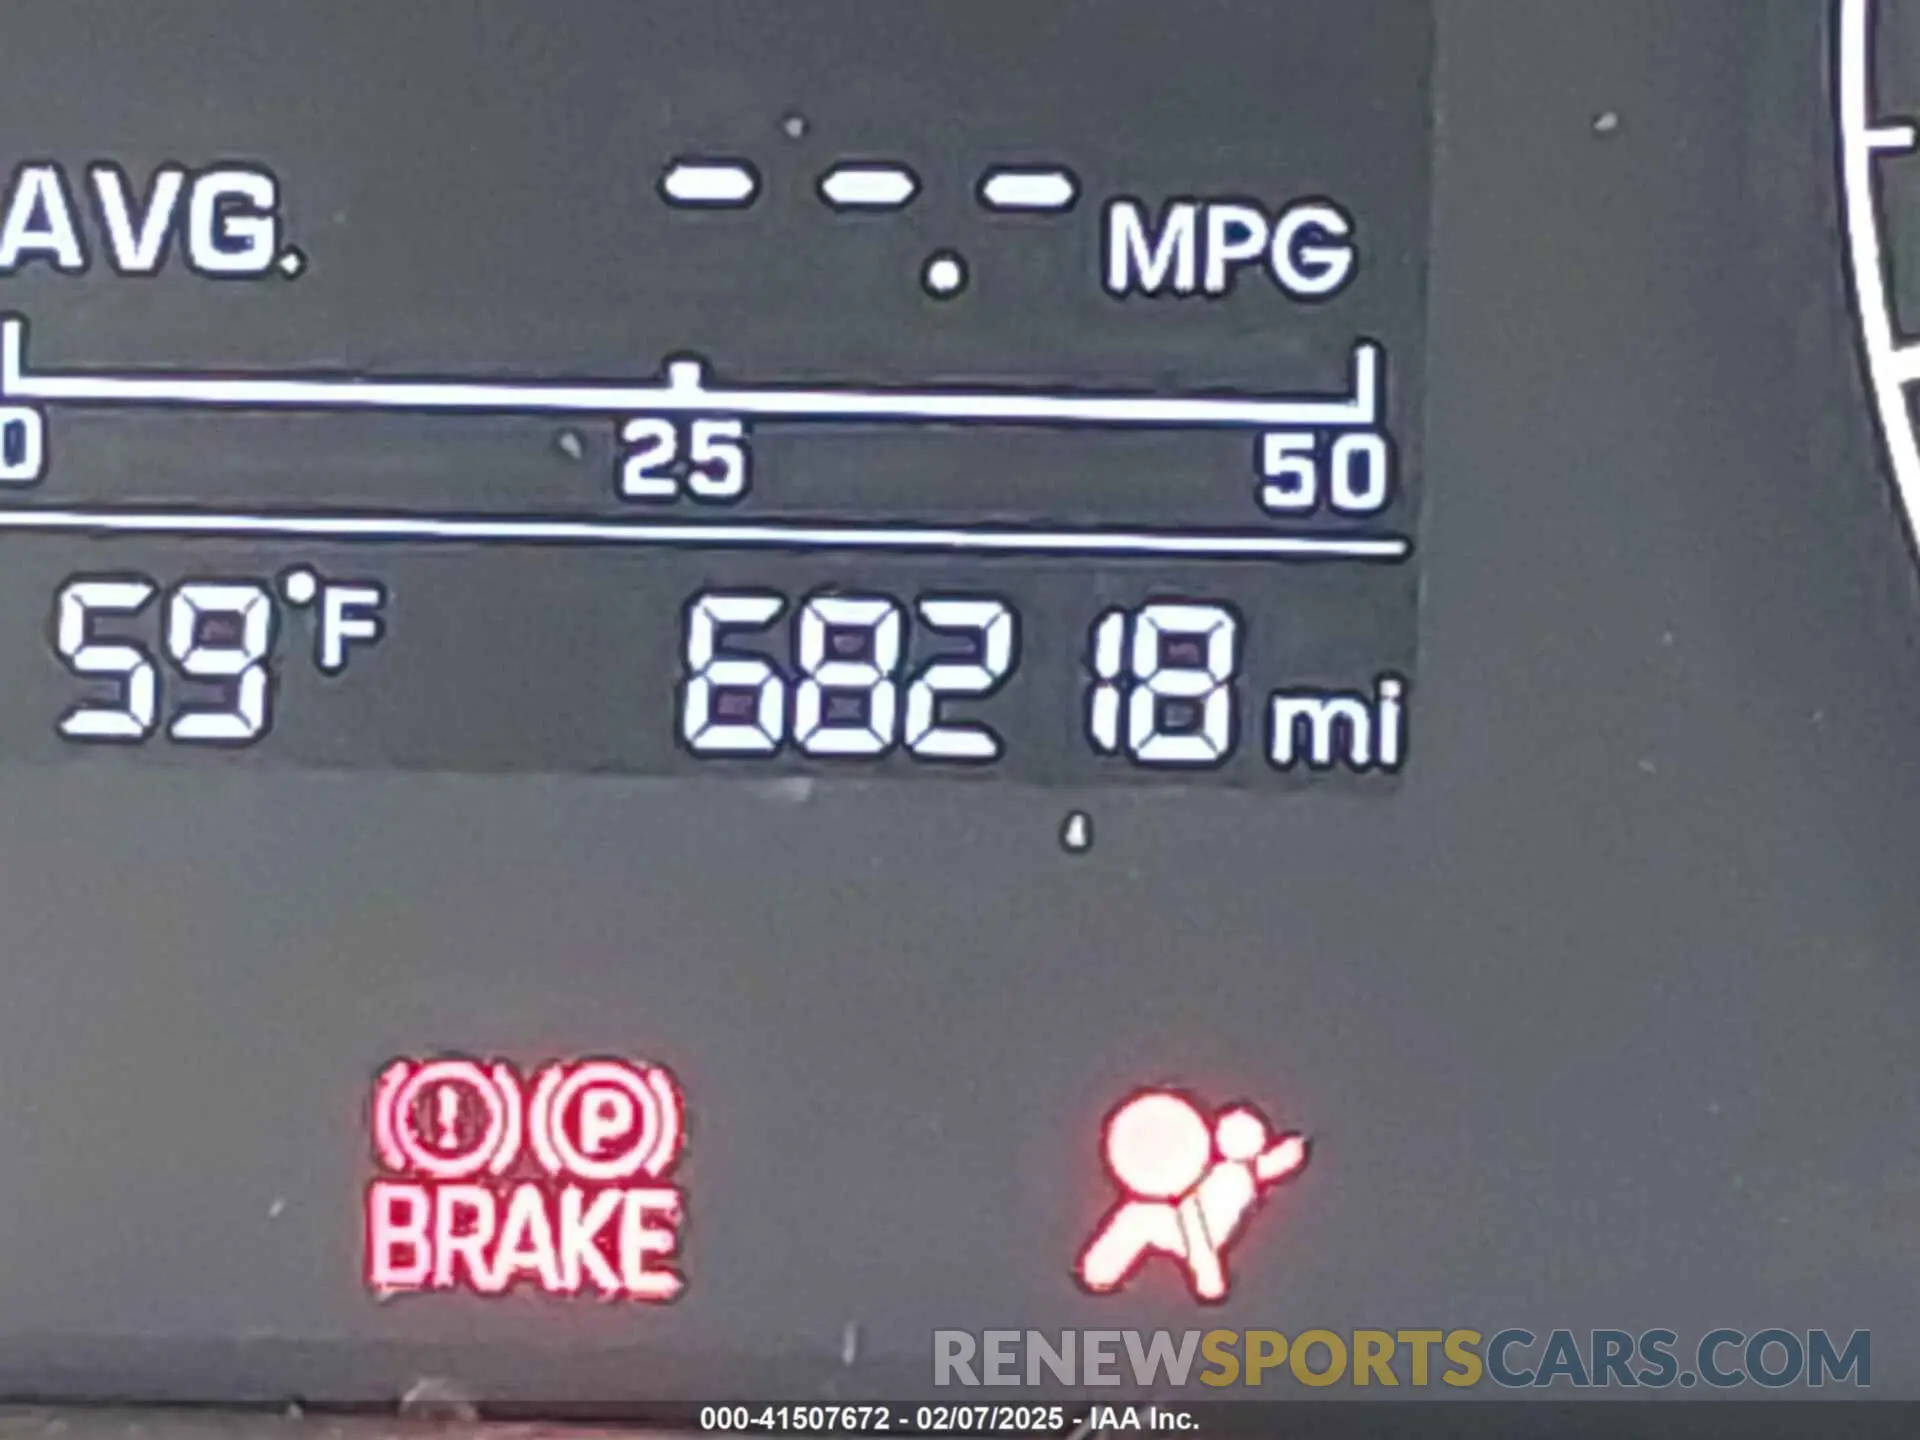 AVG. --.- MPG
0 25 50
59°F 68218 mi
! P
BRAKE
RENEWSPORTSCARS.COM
000-41507672 - 02/07/2025 - IAA Inc.